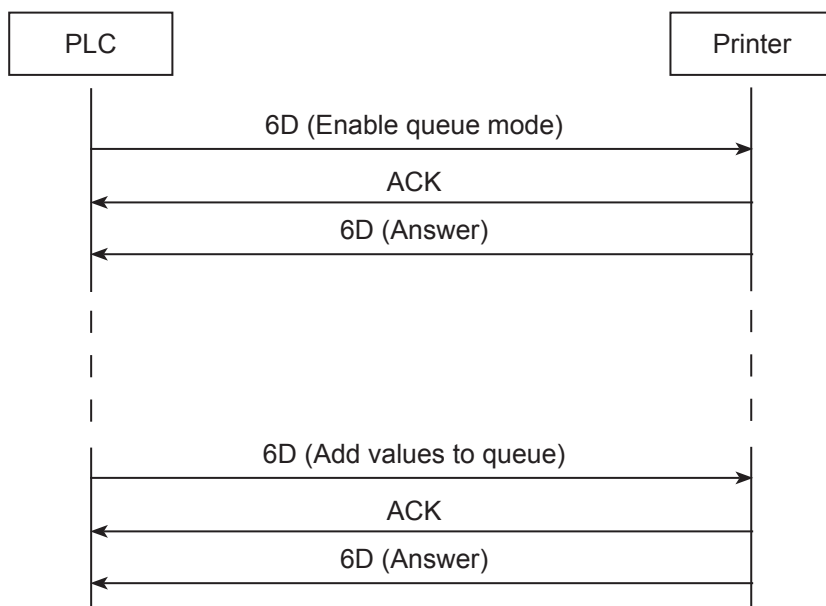 PLC
Printer
6D (Enable queue mode)
ACK
6D (Answer)
6D (Add values to queue)
ACK
6D (Answer)